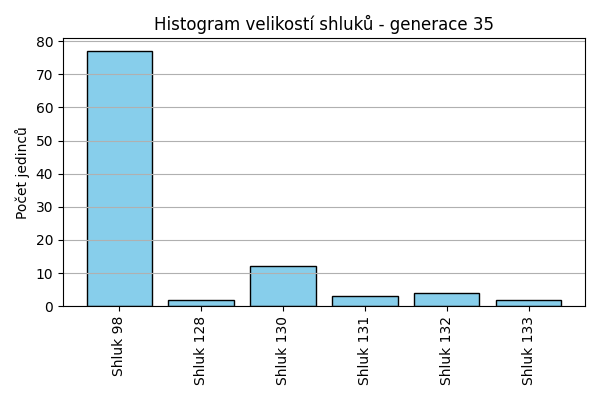 Histogram velikostí shluků - generace 35
Počet jedinců
80
70
60
50
40
30
20
10
0
Shluk 98
Shluk 128
Shluk 130
Shluk 131
Shluk 132
Shluk 133